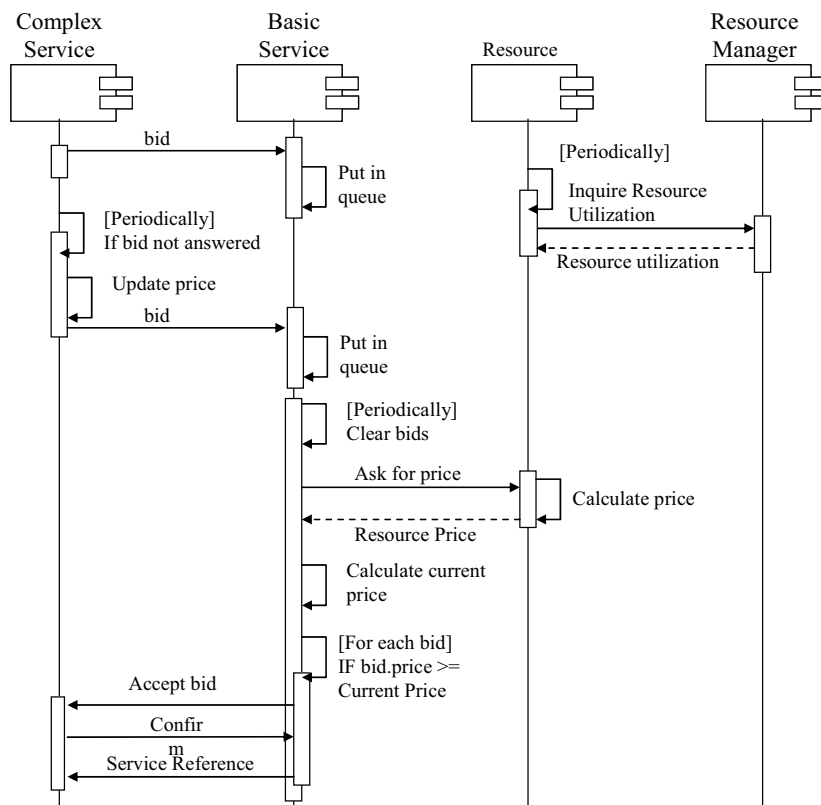 Complex
Service
Basic
Service
Resource
Resource
Manager
bid
Put in
queue
[Periodically]
Inquire Resource
Utilization
Resource utilization
[Periodically]
If bid not answered
Update price
bid
Put in
queue
[Periodically]
Clear bids
Ask for price
Calculate price
Resource Price
Calculate current
price
[For each bid]
IF bid.price >=
Current Price
Accept bid
Confir
m
Service Reference